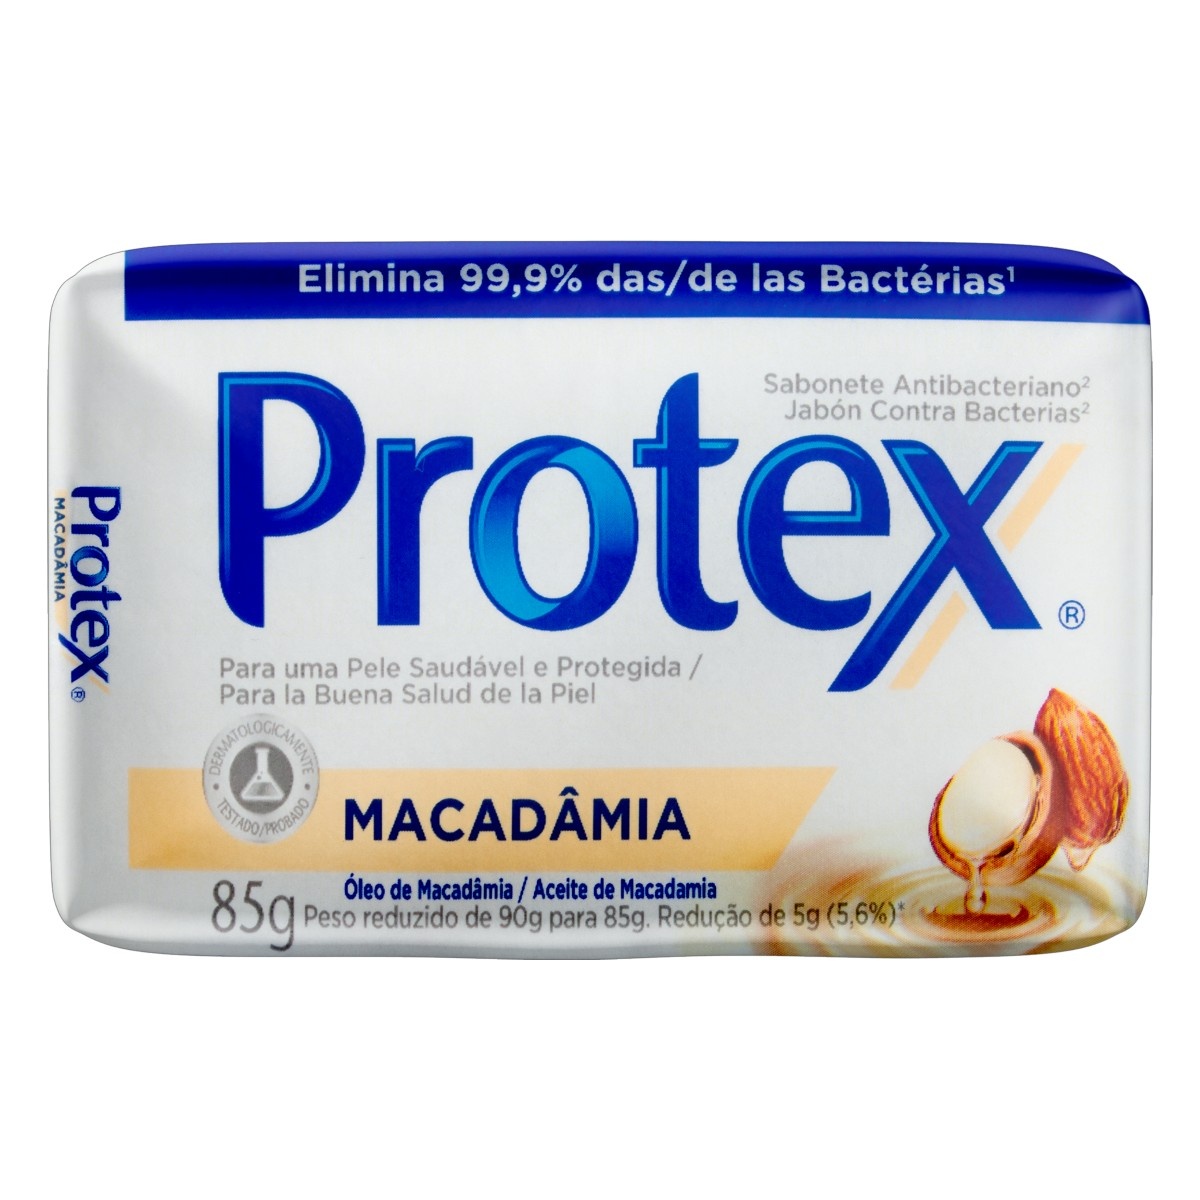 Elimina 99,9% das/de las Bactérias¹
Sabonete Antibacteriano²
Jabón Contra Bacterias²
Protex®
Para uma Pele Saudável e Protegida /
Para la Buena Salud de la Piel
DERMATOLOGICAMENTE
TESTADO/PROBADO
MACADÂMIA
Óleo de Macadâmia / Aceite de Macadamia
85g Peso reduzido de 90g para 85g. Redução de 5g (5,6%)*
Protex®
MACADÂMIA